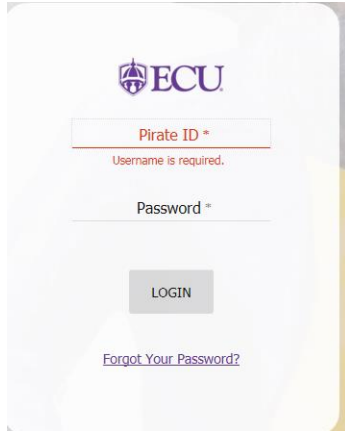 ECU
Pirate ID *
Username is required.
Password *
LOGIN
Forgot Your Password?